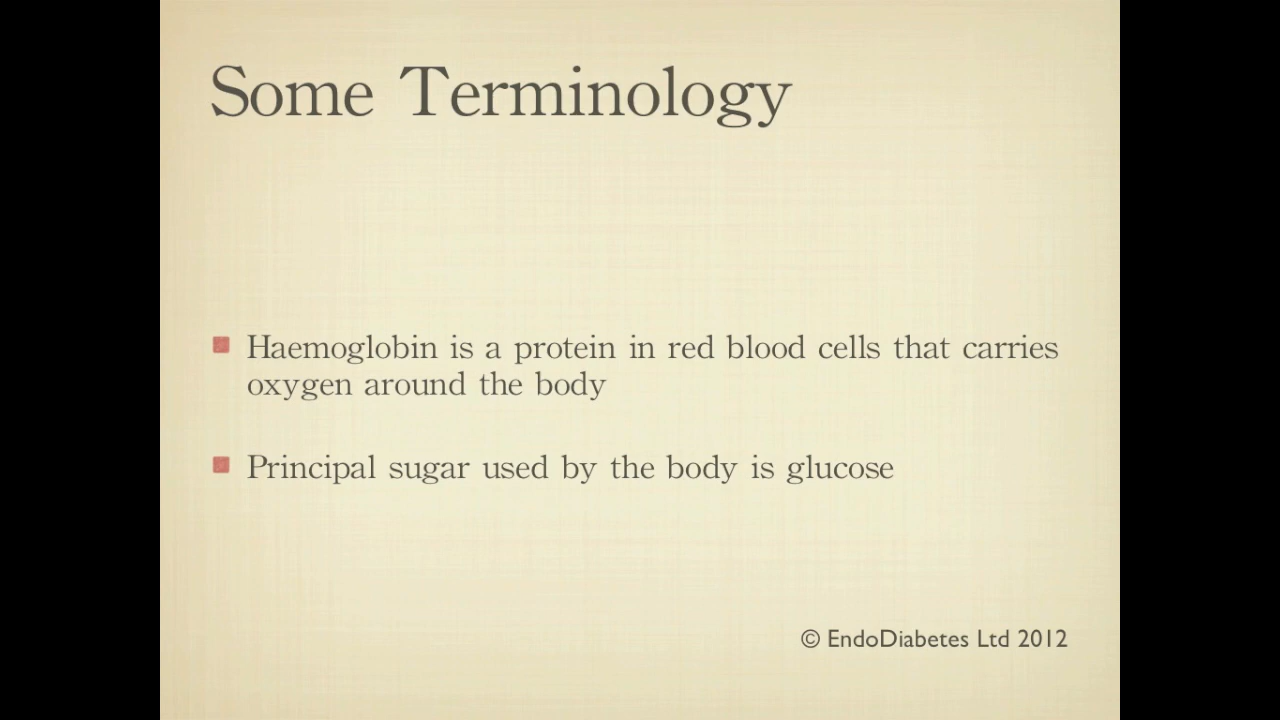 Some Terminology
Haemoglobin is a protein in red blood cells that carries
oxygen around the body
Principal sugar used by the body is glucose
© EndoDiabetes Ltd 2012